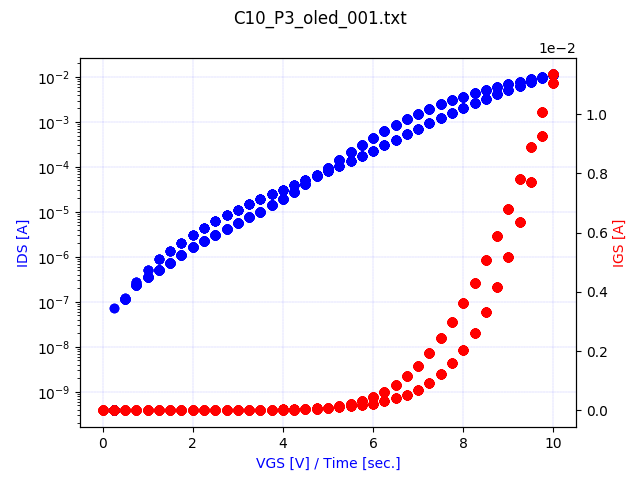 C10_P3_oled_001.txt
1e−2
10⁻²
10⁻³
10⁻⁴
10⁻⁵
10⁻⁶
10⁻⁷
10⁻⁸
10⁻⁹
IDS [A]
1.0
0.8
0.6
0.4
0.2
0.0
IGS [A]
0 2 4 6 8 10
VGS [V] / Time [sec.]